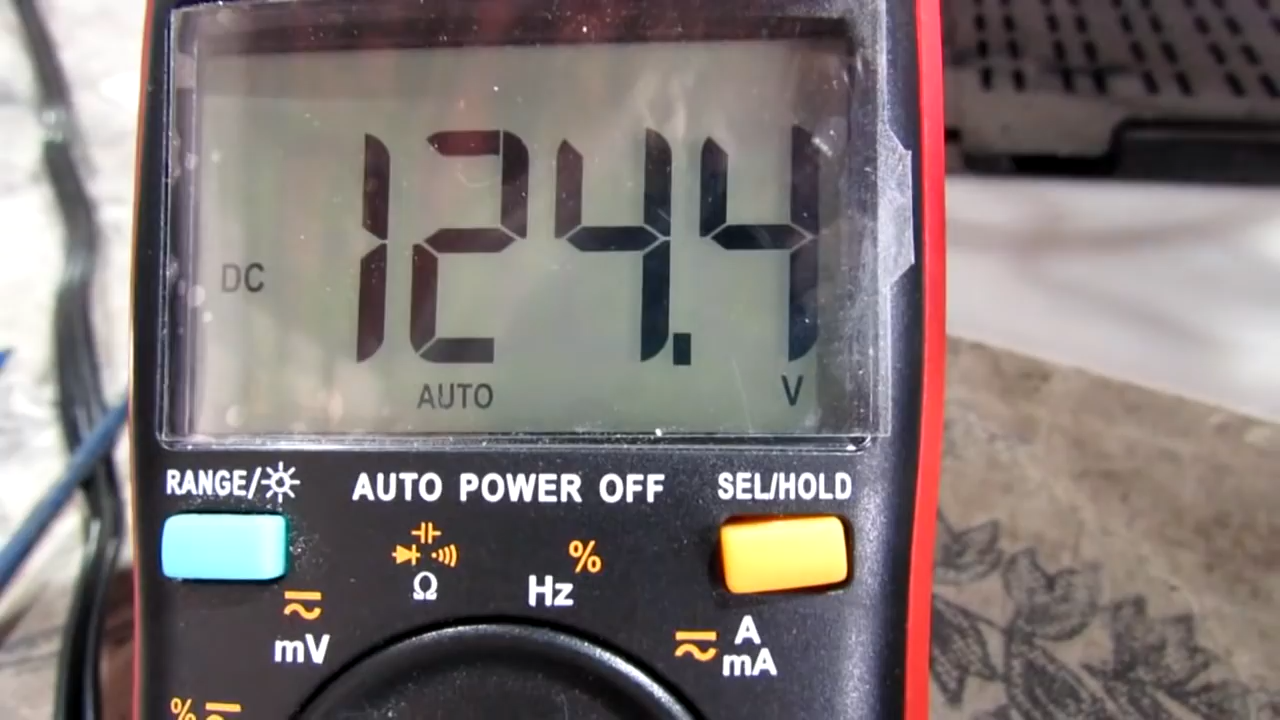 124.4
DC
AUTO V
RANGE/ AUTO POWER OFF SEL/HOLD
%
Ω Hz
A
mV mA
%